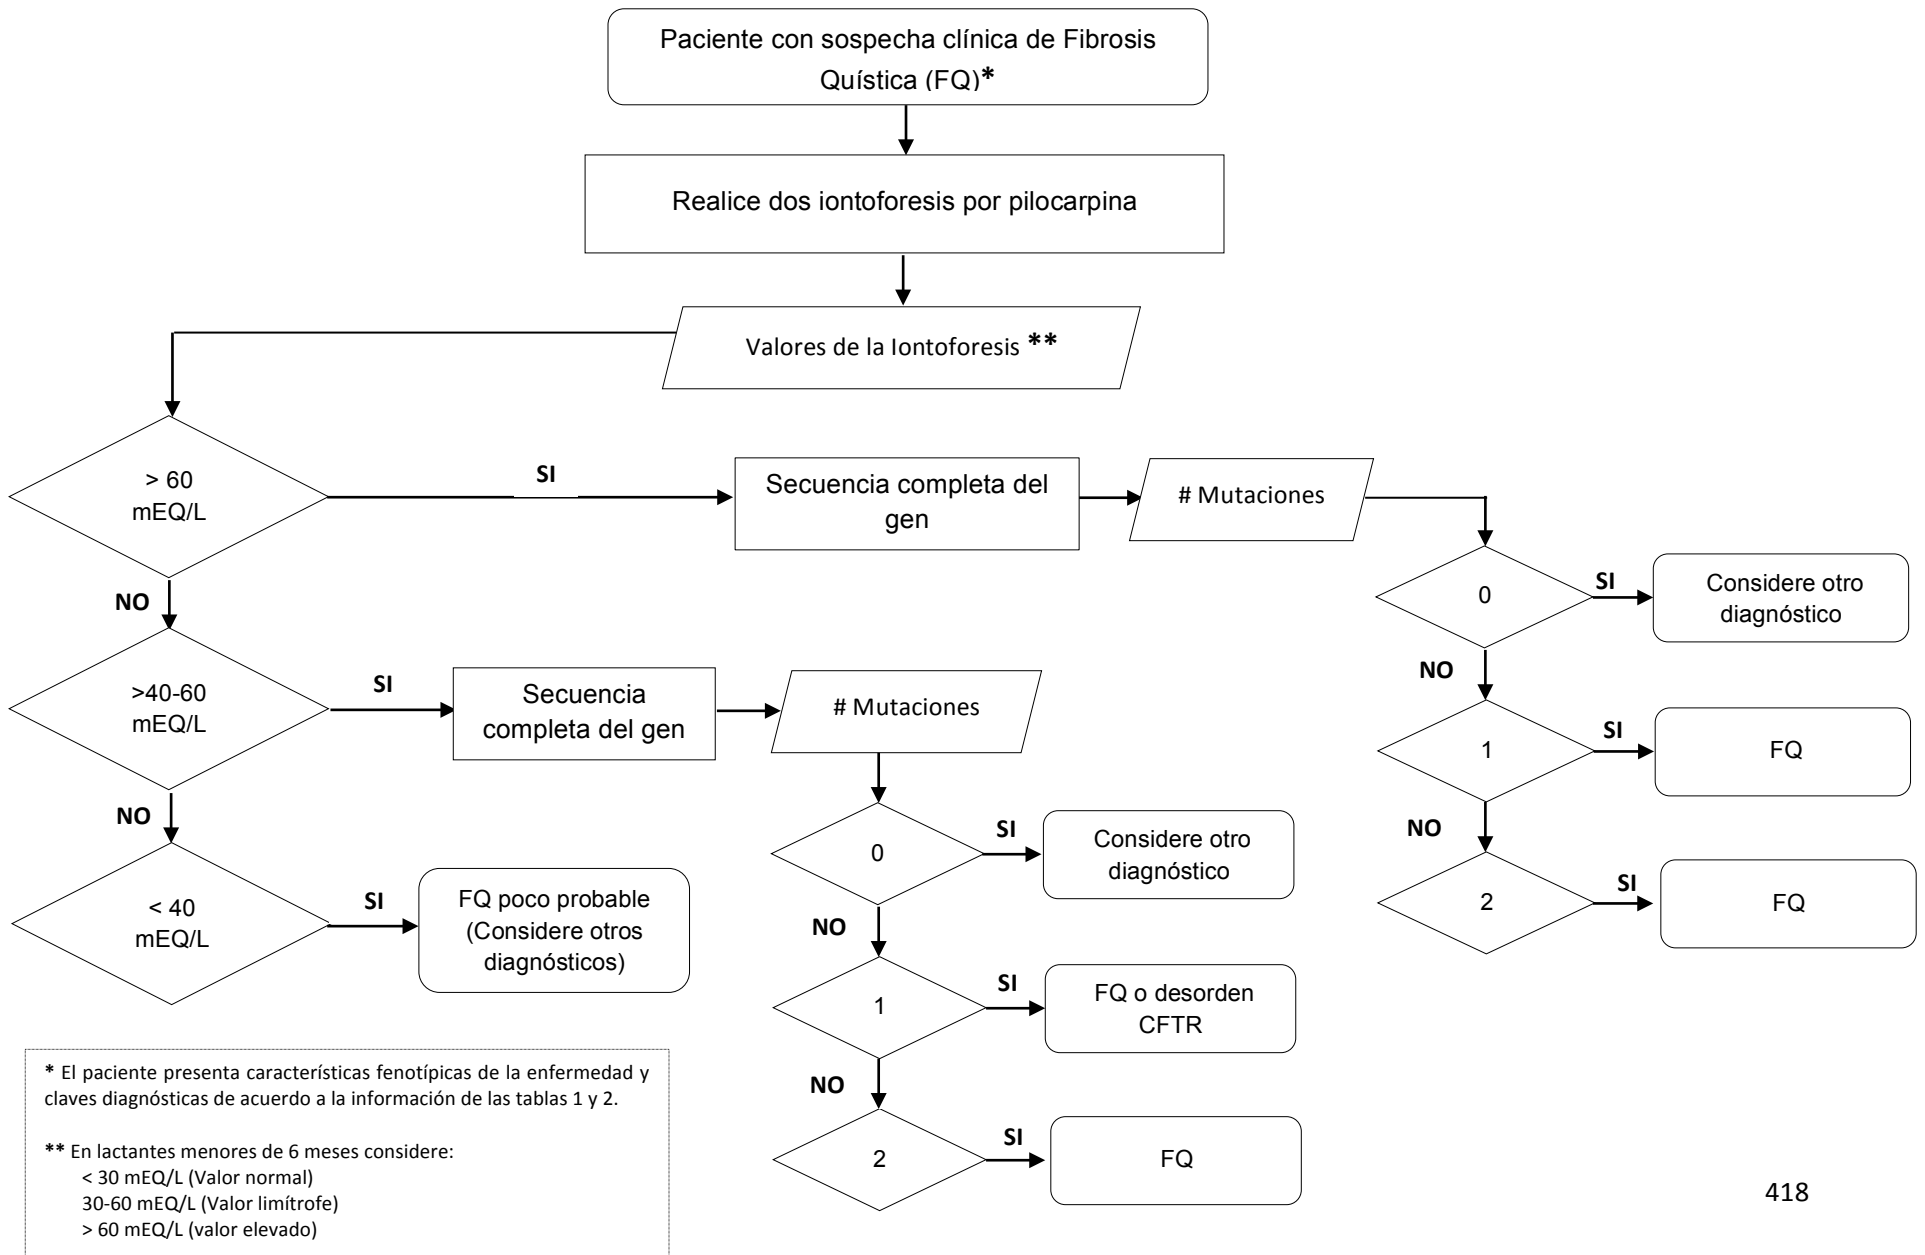 Paciente con sospecha clínica de Fibrosis
Quística (FQ)*
Realice dos iontoforesis por pilocarpina
Valores de la Iontoforesis **
> 60
mEQ/L
SI
Secuencia completa del
gen
# Mutaciones
0
SI
Considere otro
diagnóstico
NO
1
SI
FQ
NO
2
SI
FQ
NO
>40-60
mEQ/L
SI
Secuencia
completa del gen
# Mutaciones
0
SI
Considere otro
diagnóstico
NO
1
SI
FQ o desorden
CFTR
NO
2
SI
FQ
NO
< 40
mEQ/L
SI
FQ poco probable
(Considere otros
diagnósticos)
* El paciente presenta características fenotípicas de la enfermedad y
claves diagnósticas de acuerdo a la información de las tablas 1 y 2.
** En lactantes menores de 6 meses considere:
< 30 mEQ/L (Valor normal)
30-60 mEQ/L (Valor limítrofe)
> 60 mEQ/L (valor elevado)
418